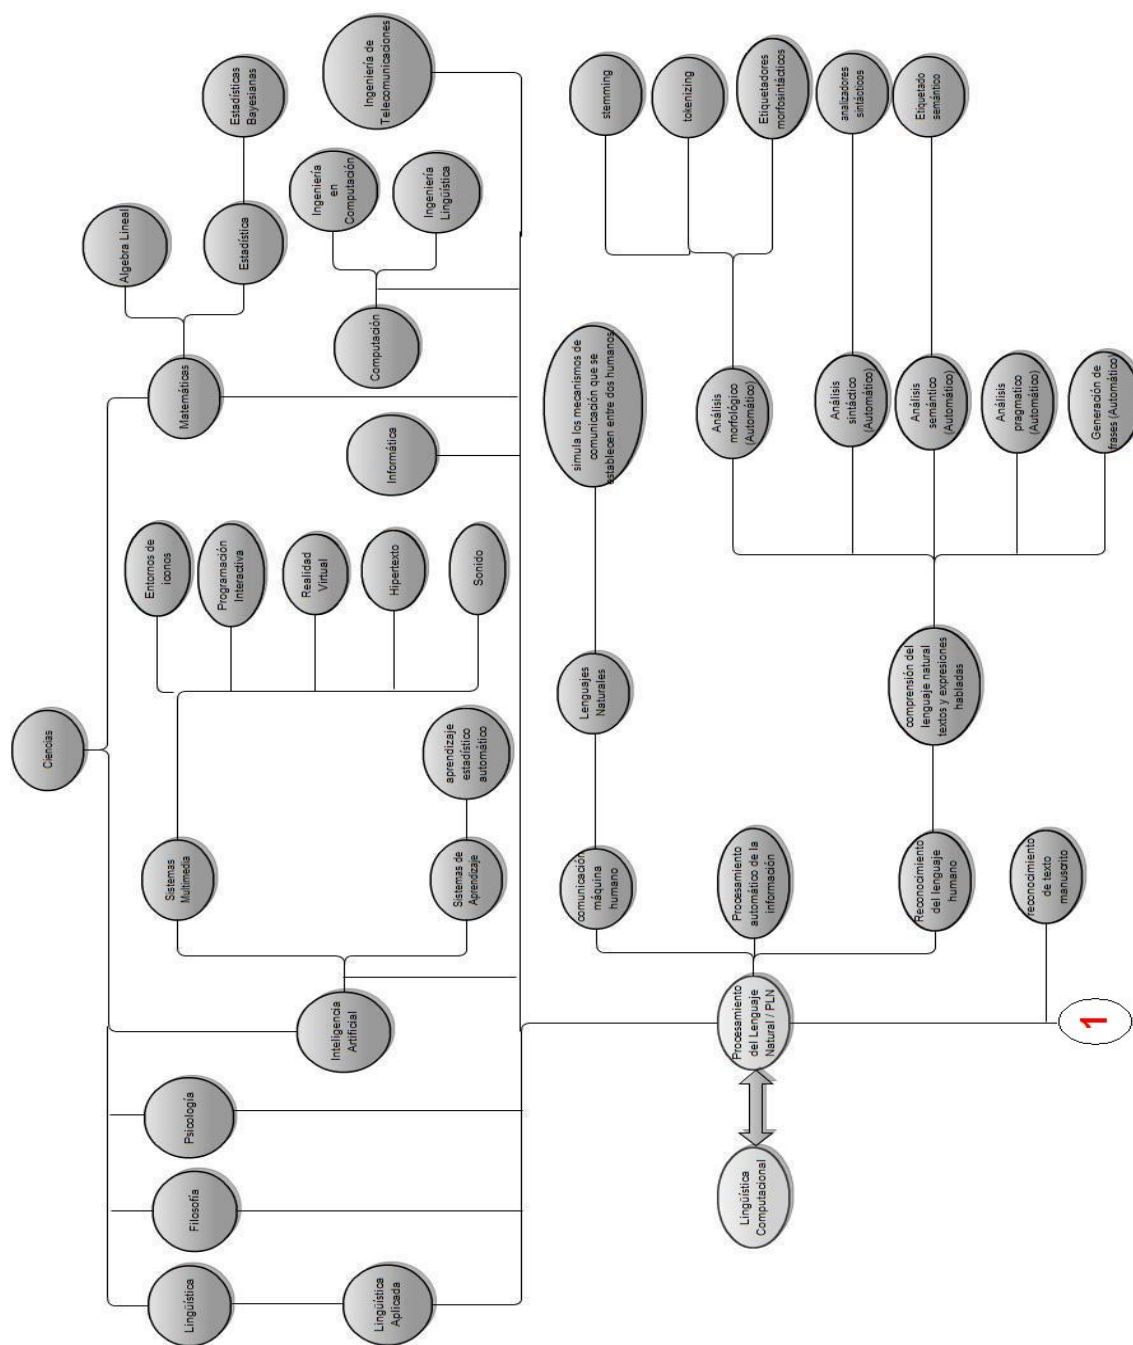 Ciencias
Lingüística
Filosofía
Psicología
Sistemas
Multimedia
Entornos de
iconos
Programación
Interactiva
Matemáticas
Algebra Lineal
Estadística
Estadísticas
Bayesianas
Lingüística
Aplicada
Inteligencia
Artificial
Sistemas de
Aprendizaje
aprendizaje
estadístico
automático
Realidad
Virtual
Hipertexto
Sonido
Informática
Computación
Ingeniería
en
Computación
Ingeniería
Lingüística
Ingeniería de
Telecomunicaciones
Lingüística
Computacional
Procesamiento
del Lenguaje
Natural / PLN
comunicación
máquina
humano
Lenguajes
Naturales
simula los mecanismos de
comunicación que se
establecen entre dos humanos
Procesamiento
automático de la
información
Reconocimiento
del lenguaje
humano
comprensión del
lenguaje natural
textos y expresiones
habladas
Análisis
morfológico
(Automático)
stemming
tokenizing
Etiquetadores
morfosintácticos
Análisis
sintáctico
(Automático)
analizadores
sintácticos
Análisis
semántico
(Automático)
Etiquetado
semántico
Análisis
pragmatico
(Automático)
Generación de
frases (Automático)
reconocimiento
de texto
manuscrito
1